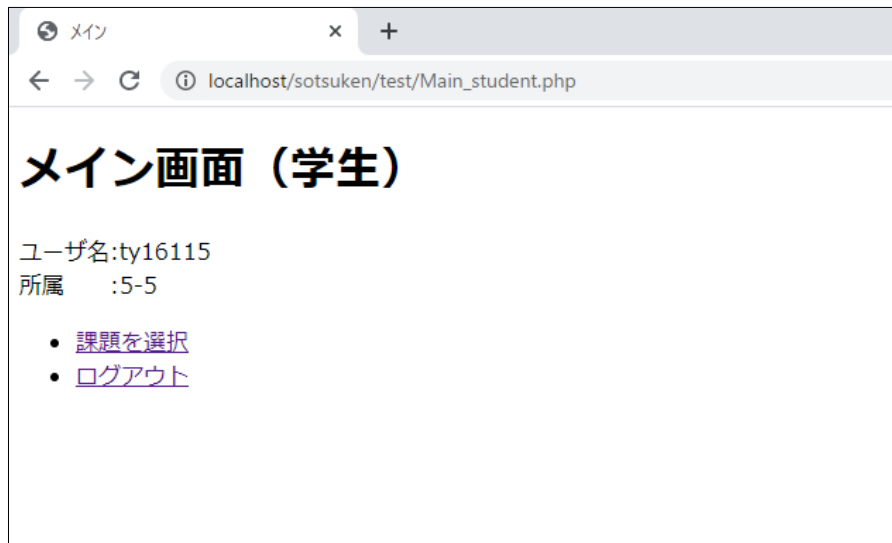 メイン
localhost/sotsuken/test/Main_student.php
メイン画面（学生）
ユーザ名:ty16115
所属　　:5-5
課題を選択
ログアウト